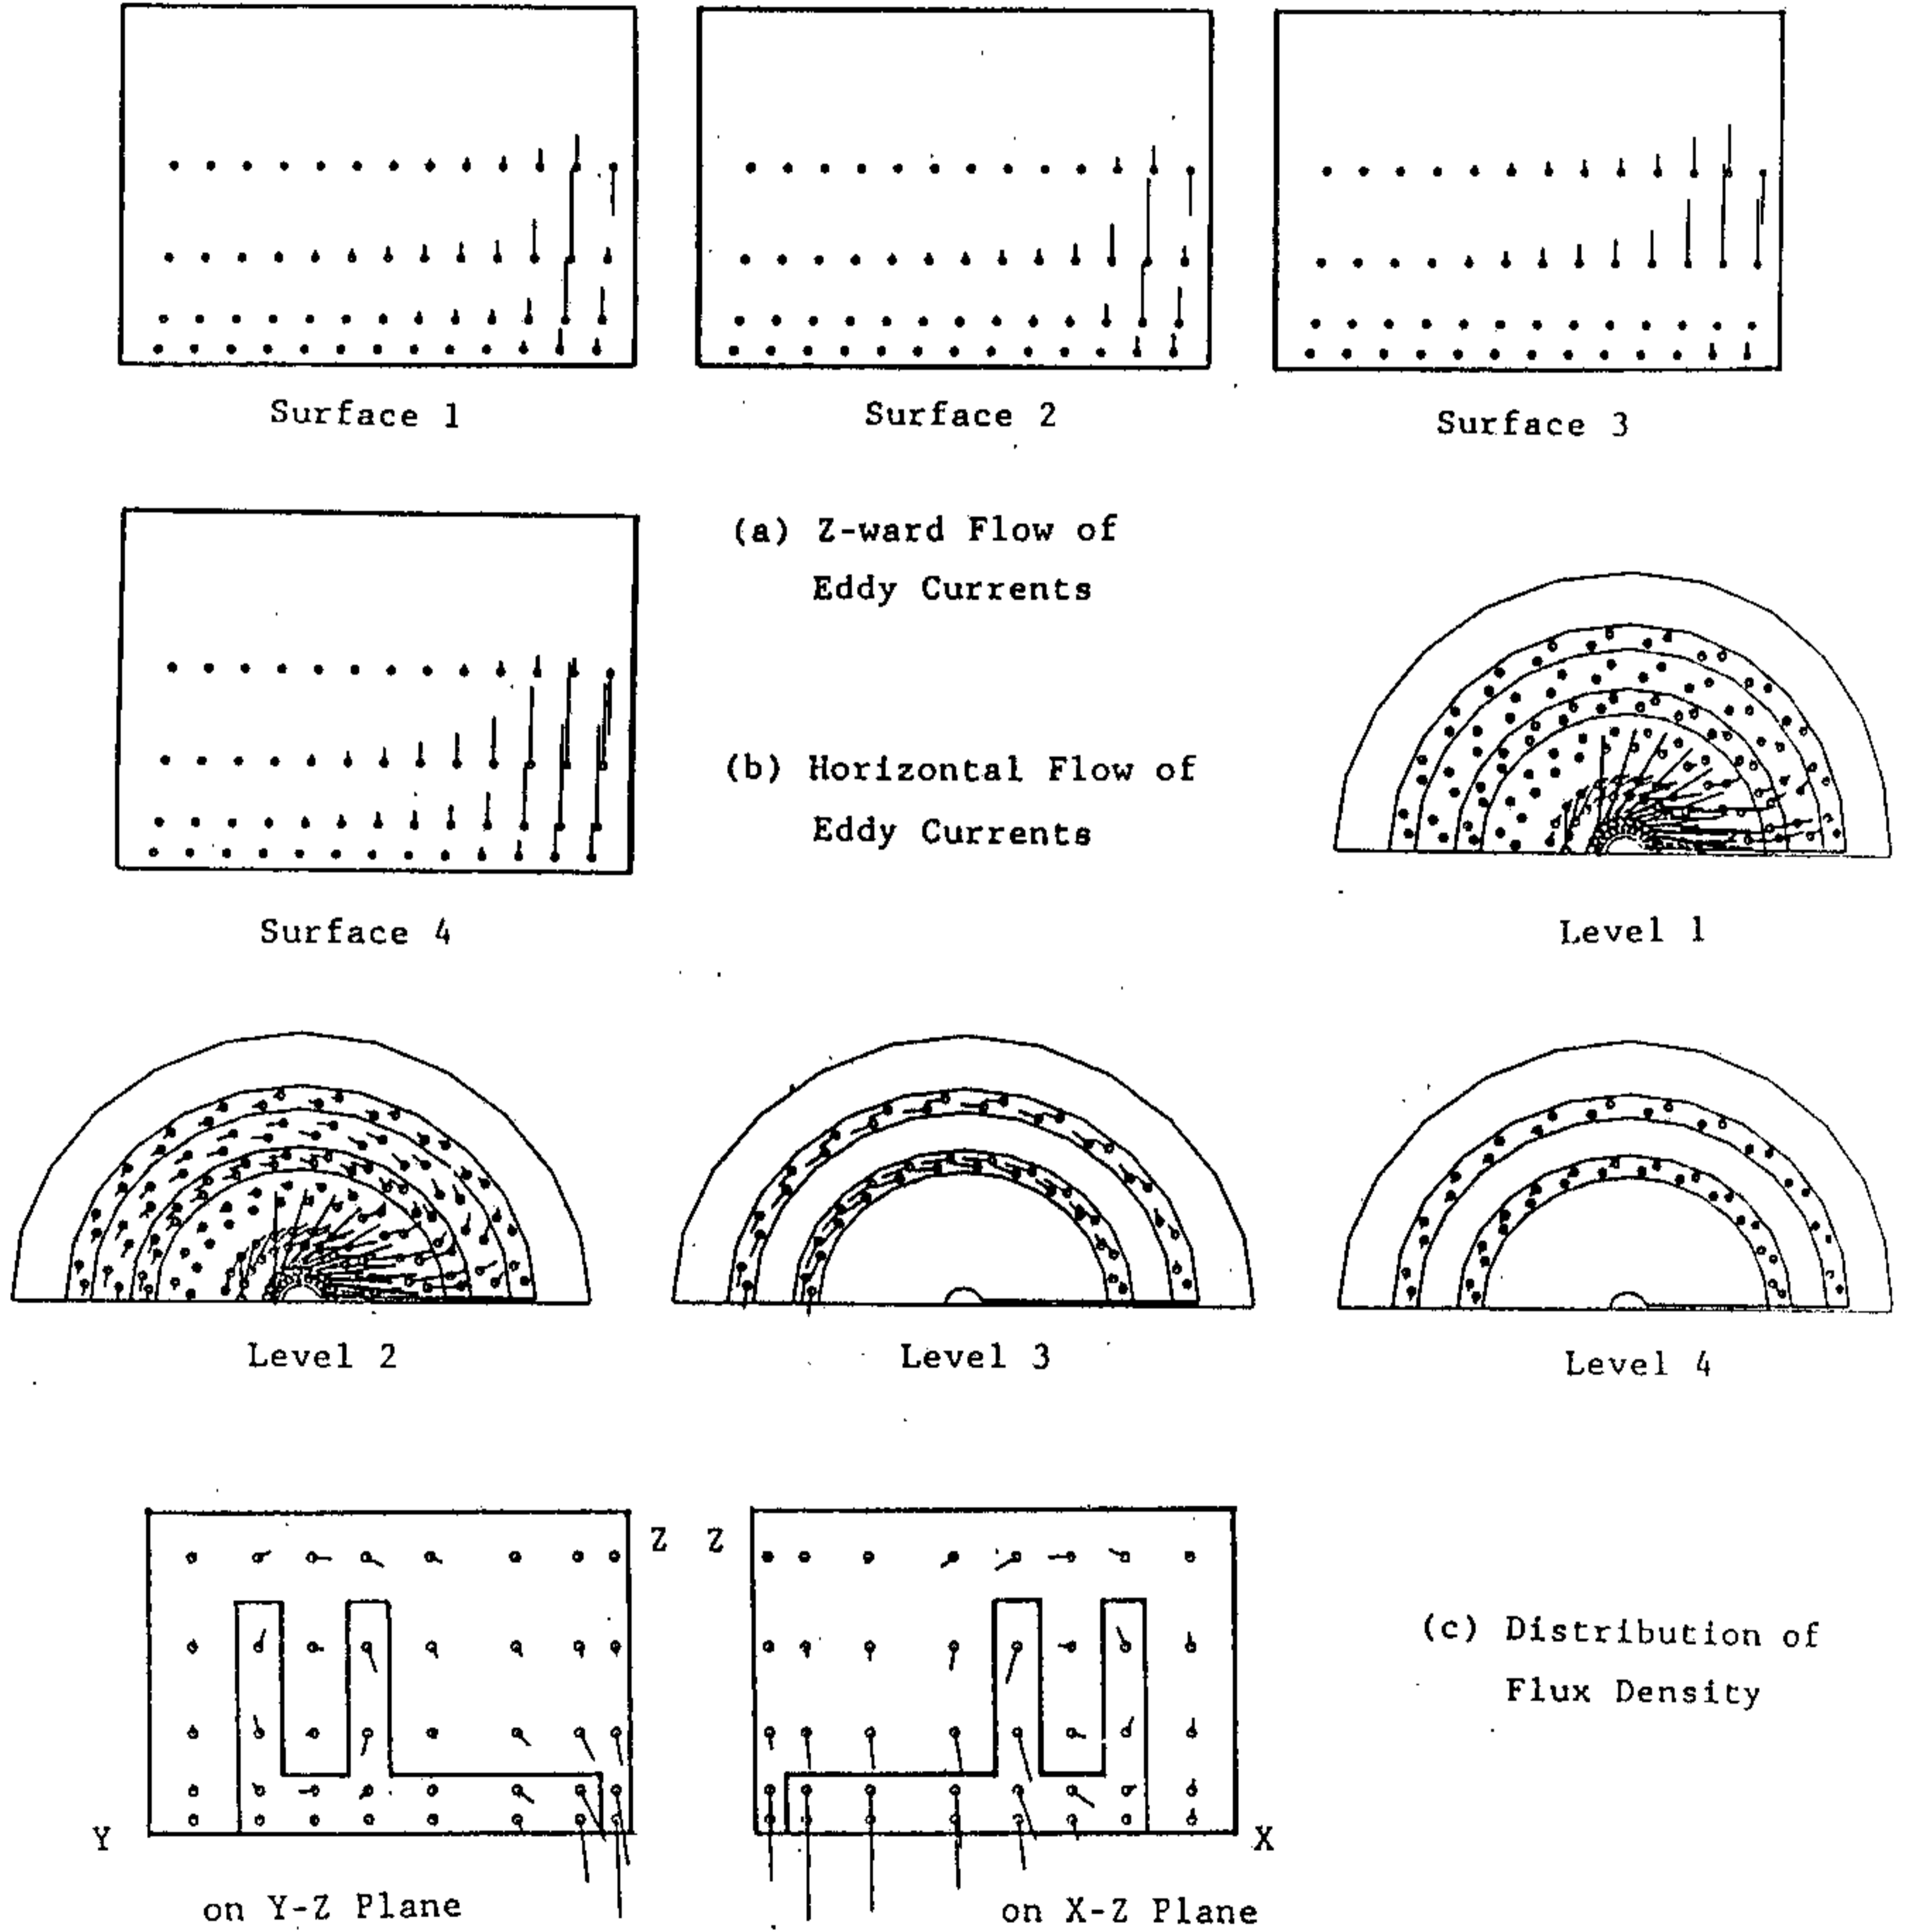 Surface 1
Surface 2
Surface 3
(a) Z-ward Flow of
Eddy Currents
Surface 4
(b) Horizontal Flow of
Eddy Currents
Level 1
Level 2
Level 3
Level 4
Z
Z
(c) Distribution of
Flux Density
Y
X
on Y-Z Plane
on X-Z Plane